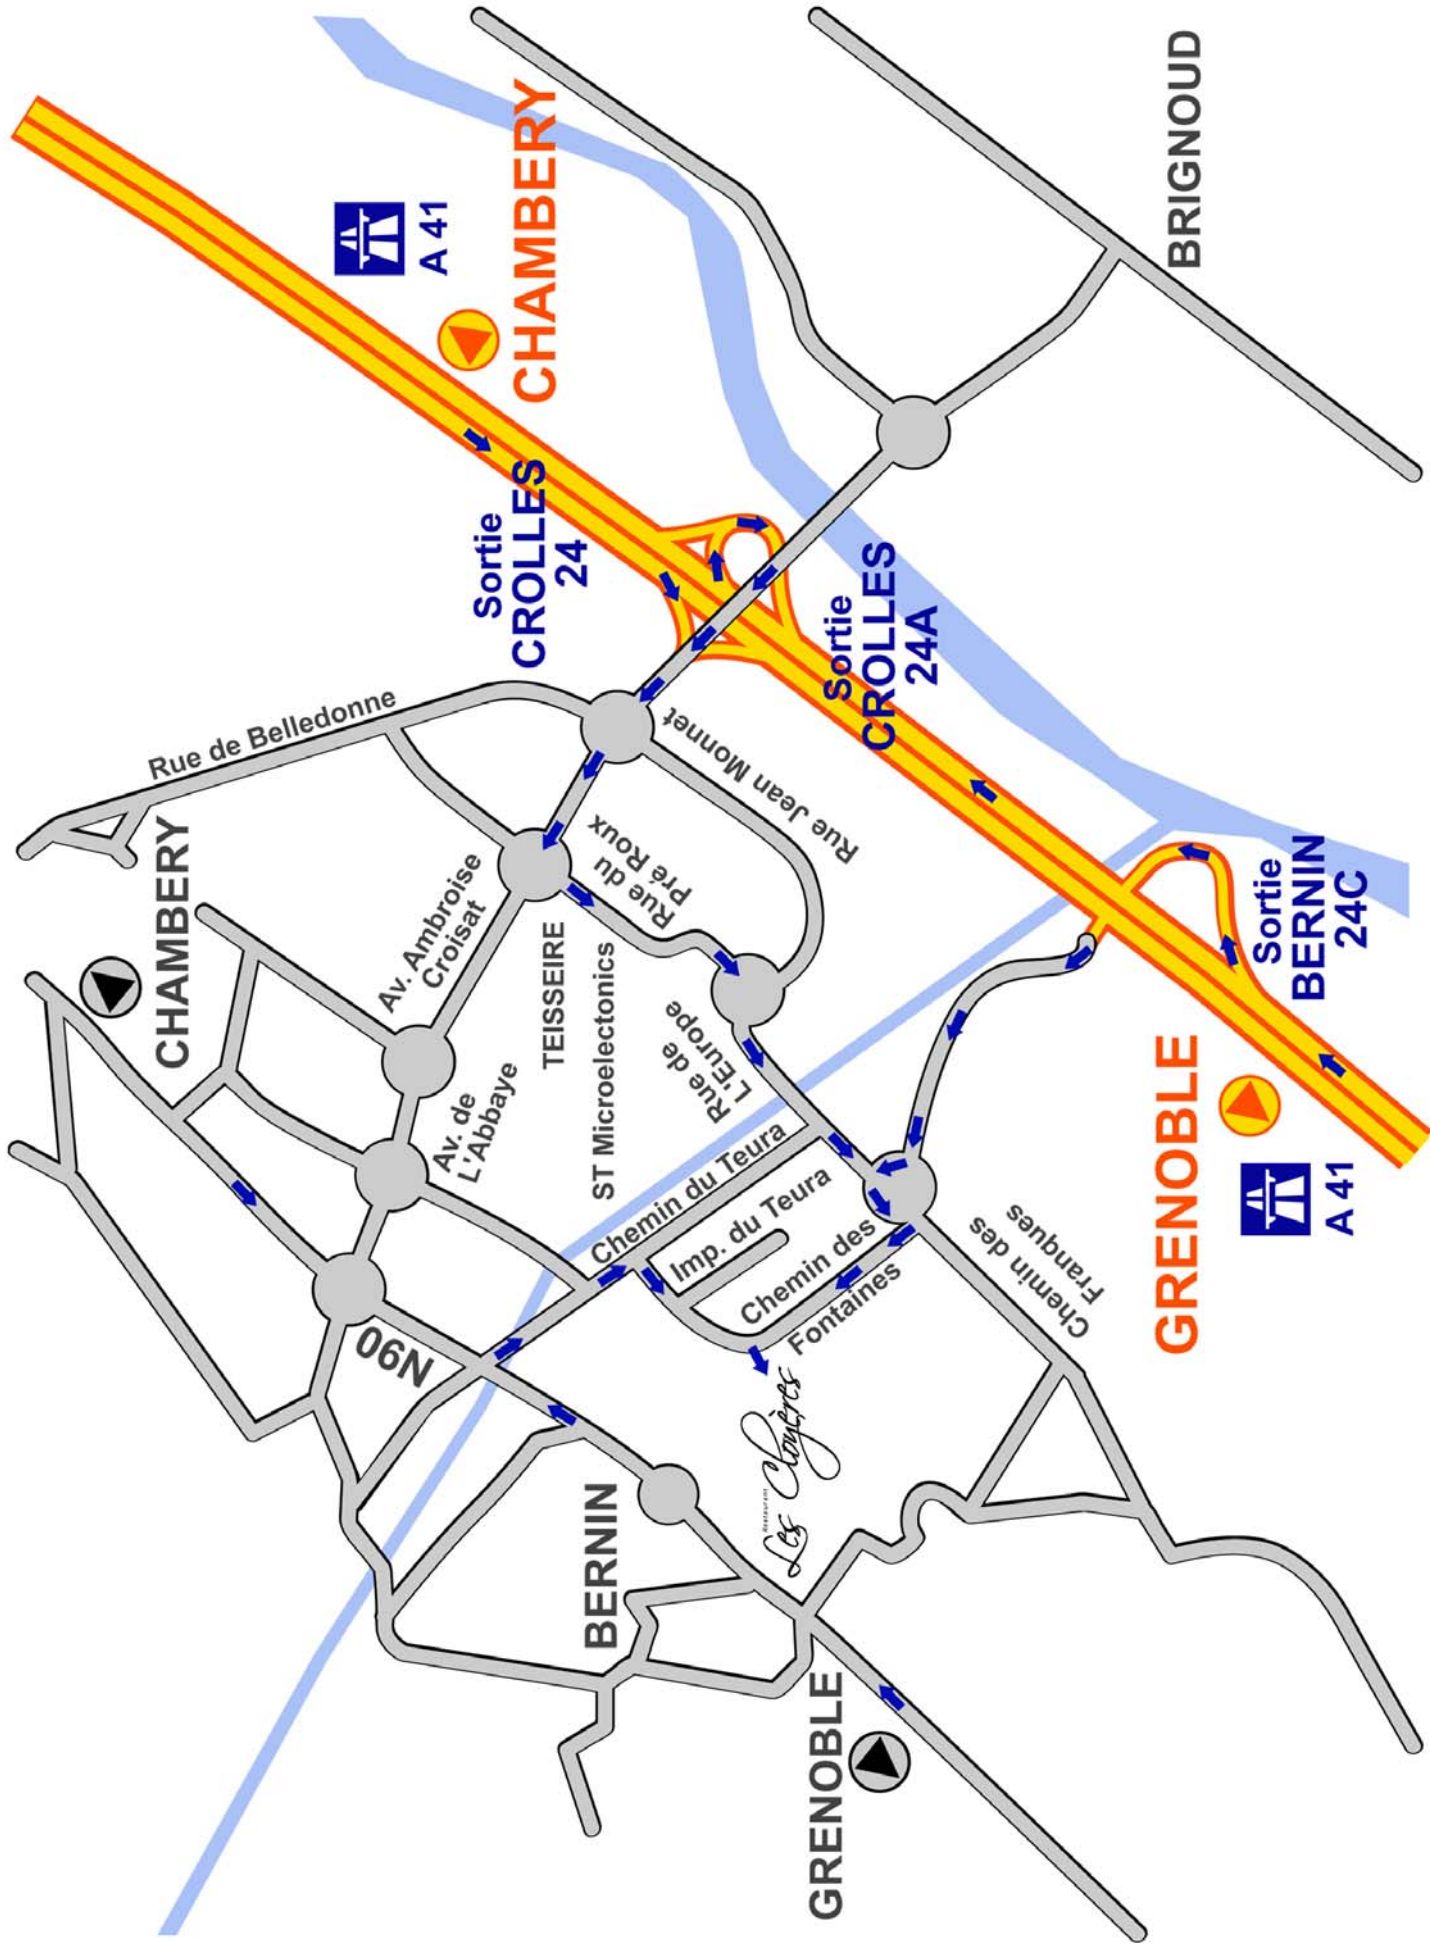 GRENOBLE
BERNIN
N90
CHAMBERY
Rue de Belledonne
Av. de
L'Abbaye
Av. Ambroise
Croisat
TEISSEIRE
ST Microelectonics
Rue du
Pré Roux
Rue Jean Monnet
Rue de
L'Europe
Chemin du Teura
Imp. du Teura
Chemin des
Fontaines
Restaurant
Les Cloyères
Chemin des
Franques
Sortie
CROLLES
24
A 41
CHAMBERY
Sortie
CROLLES
24A
Sortie
BERNIN
24C
GRENOBLE
A 41
BRIGNOUD